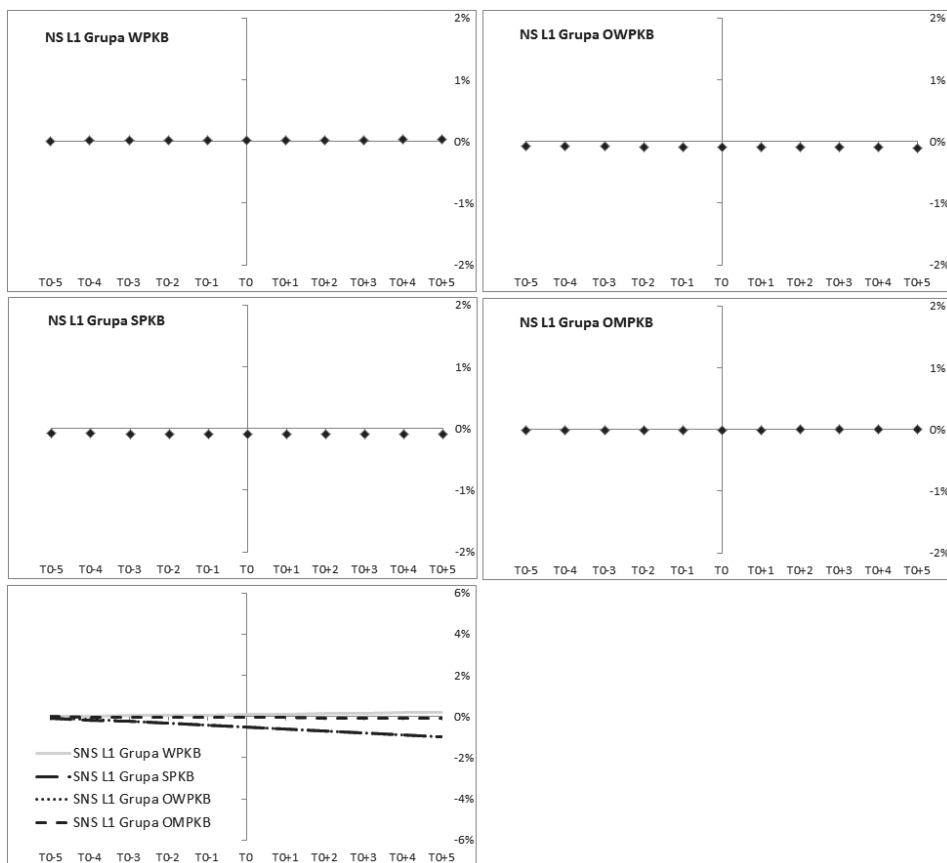 NS L1 Grupa WPKB
2%
1%
0%
-1%
-2%
T0-5 T0-4 T0-3 T0-2 T0-1 T0 T0+1 T0+2 T0+3 T0+4 T0+5
NS L1 Grupa OWPKB
2%
1%
0%
-1%
-2%
T0-5 T0-4 T0-3 T0-2 T0-1 T0 T0+1 T0+2 T0+3 T0+4 T0+5
NS L1 Grupa SPKB
2%
1%
0%
-1%
-2%
T0-5 T0-4 T0-3 T0-2 T0-1 T0 T0+1 T0+2 T0+3 T0+4 T0+5
NS L1 Grupa OMPKB
2%
1%
0%
-1%
-2%
T0-5 T0-4 T0-3 T0-2 T0-1 T0 T0+1 T0+2 T0+3 T0+4 T0+5
6%
4%
2%
0%
-2%
-4%
-6%
SNS L1 Grupa WPKB
SNS L1 Grupa SPKB
SNS L1 Grupa OWPKB
SNS L1 Grupa OMPKB
T0-5 T0-4 T0-3 T0-2 T0-1 T0 T0+1 T0+2 T0+3 T0+4 T0+5